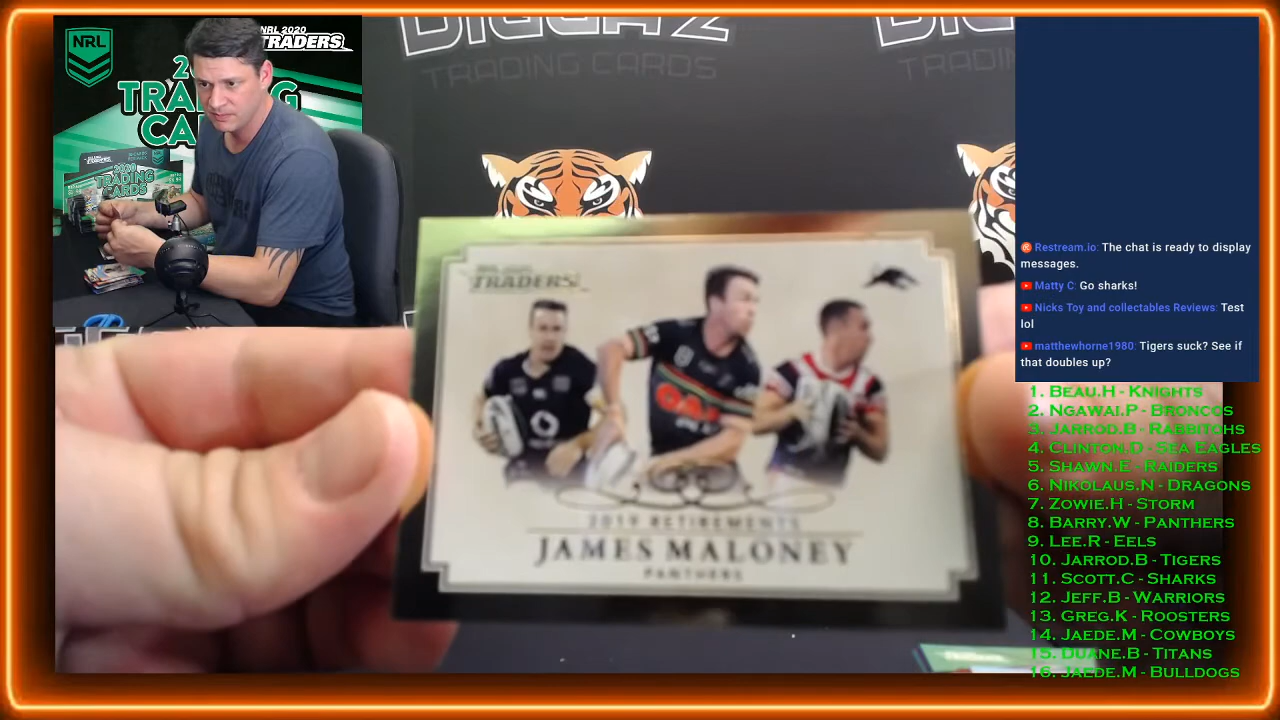 NRL
NRL 2020
TRADERS
DIGGAZ
TRADING CARDS
2020
TRADING
CARDS
NRL 2020
TRADERS
2019 RETIREMENTS
JAMES MALONEY
PANTHERS
Restream.io: The chat is ready to display
messages.
Matty C: Go sharks!
Nicks Toy and collectables Reviews: Test
lol
matthewhorne1980: Tigers suck? See if
that doubles up?
1. Beau.H - Knights
2. Ngawai.P - Broncos
3. Jarrod.B - Rabbitohs
4. Clinton.D - Sea Eagles
5. Shawn.E - Raiders
6. Nikolaus.N - Dragons
7. Zowie.H - Storm
8. Barry.W - Panthers
9. Lee.R - Eels
10. Jarrod.B - Tigers
11. Scott.C - Sharks
12. Jeff.B - Warriors
13. Greg.K - Roosters
14. Jaede.M - Cowboys
15. Duane.B - Titans
16. Jaede.M - Bulldogs